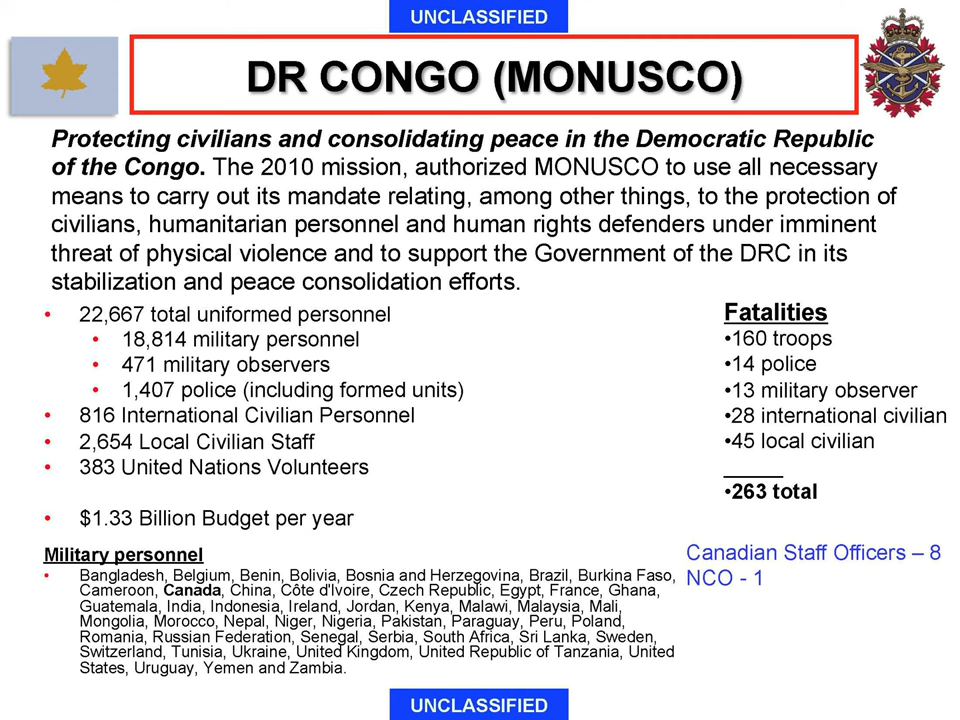 UNCLASSIFIED
DR CONGO (MONUSCO)
Protecting civilians and consolidating peace in the Democratic Republic
of the Congo. The 2010 mission, authorized MONUSCO to use all necessary
means to carry out its mandate relating, among other things, to the protection of
civilians, humanitarian personnel and human rights defenders under imminent
threat of physical violence and to support the Government of the DRC in its
stabilization and peace consolidation efforts.
• 22,667 total uniformed personnel
• 18,814 military personnel
• 471 military observers
• 1,407 police (including formed units)
• 816 International Civilian Personnel
• 2,654 Local Civilian Staff
• 383 United Nations Volunteers
• $1.33 Billion Budget per year
Fatalities
•160 troops
•14 police
•13 military observer
•28 international civilian
•45 local civilian
_____
•263 total
Military personnel
• Bangladesh, Belgium, Benin, Bolivia, Bosnia and Herzegovina, Brazil, Burkina Faso,
Cameroon, Canada, China, Côte d'Ivoire, Czech Republic, Egypt, France, Ghana,
Guatemala, India, Indonesia, Ireland, Jordan, Kenya, Malawi, Malaysia, Mali,
Mongolia, Morocco, Nepal, Niger, Nigeria, Pakistan, Paraguay, Peru, Poland,
Romania, Russian Federation, Senegal, Serbia, South Africa, Sri Lanka, Sweden,
Switzerland, Tunisia, Ukraine, United Kingdom, United Republic of Tanzania, United
States, Uruguay, Yemen and Zambia.
Canadian Staff Officers – 8
NCO - 1
UNCLASSIFIED